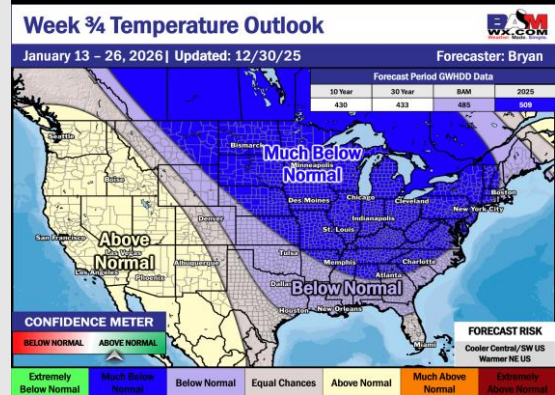 Week ¾ Temperature Outlook
BAM
WX.COM
Weather. Made. Simple.
January 13 – 26, 2026| Updated: 12/30/25
Forecaster: Bryan
Forecast Period GWHDD Data
10 Year 30 Year BAM 2025
430 433 485 509
Seattle
Bismarck
Much Below
Normal
Minneapolis
Boise
Boston
Des Moines
Chicago
Cleveland
New York City
Denver
Indianapolis
San Francisco
St. Louis
Above
Normal
Las Vegas
Los Angeles
Albuquerque
Tulsa
Memphis
Charlotte
Phoenix
Atlanta
Dallas
Below Normal
Houston
New Orleans
Miami
CONFIDENCE METER
BELOW NORMAL ABOVE NORMAL
FORECAST RISK
Cooler Central/SW US
Warmer NE US
Extremely
Below Normal
Much Below
Normal
Below Normal
Equal Chances
Above Normal
Much Above
Normal
Extremely
Above Normal